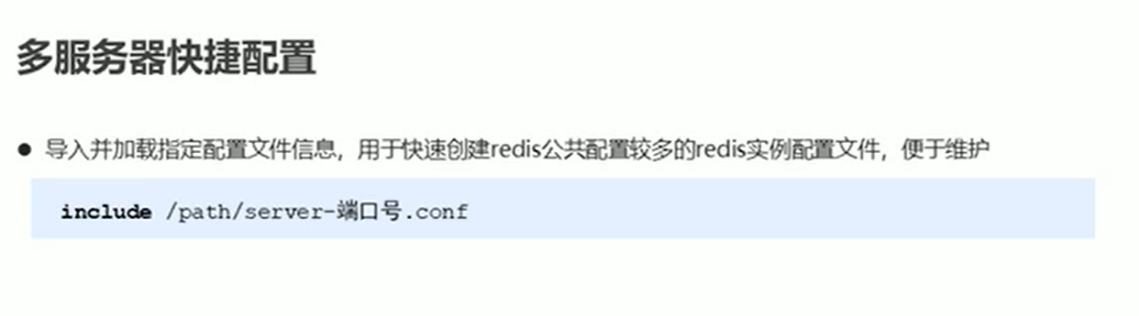 多服务器快捷配置
● 导入并加载指定配置文件信息，用于快速创建redis公共配置较多的redis实例配置文件，便于维护
include /path/server-端口号.conf